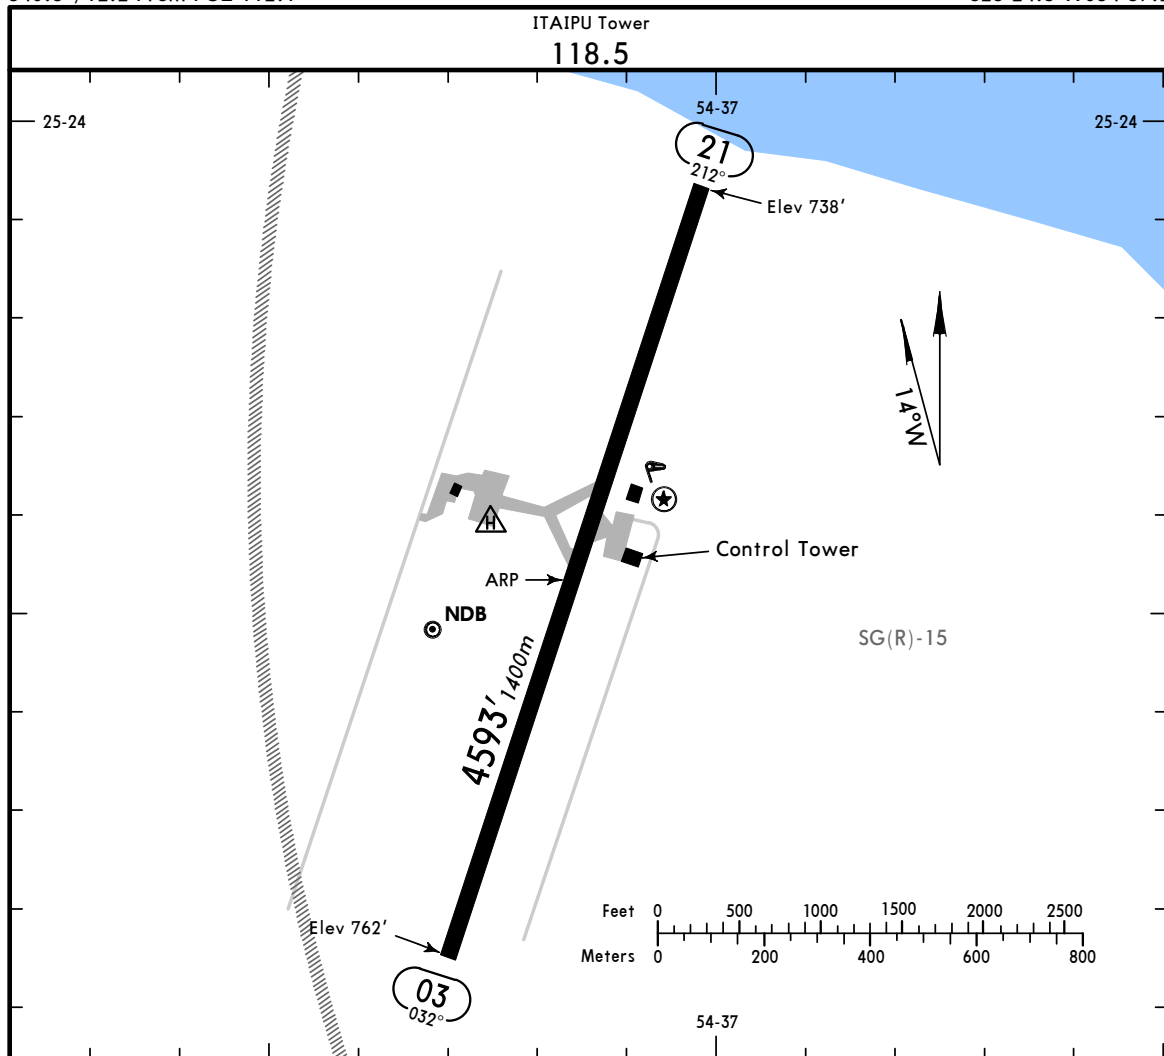 ITAIPU Tower
118.5
54-37
25-24
25-24
21
212°
Elev 738'
14°W
H
Control Tower
ARP
NDB
SG(R)-15
4593' 1400m
Feet 0 500 1000 1500 2000 2500
Meters 0 200 400 600 800
Elev 762'
03
032°
54-37